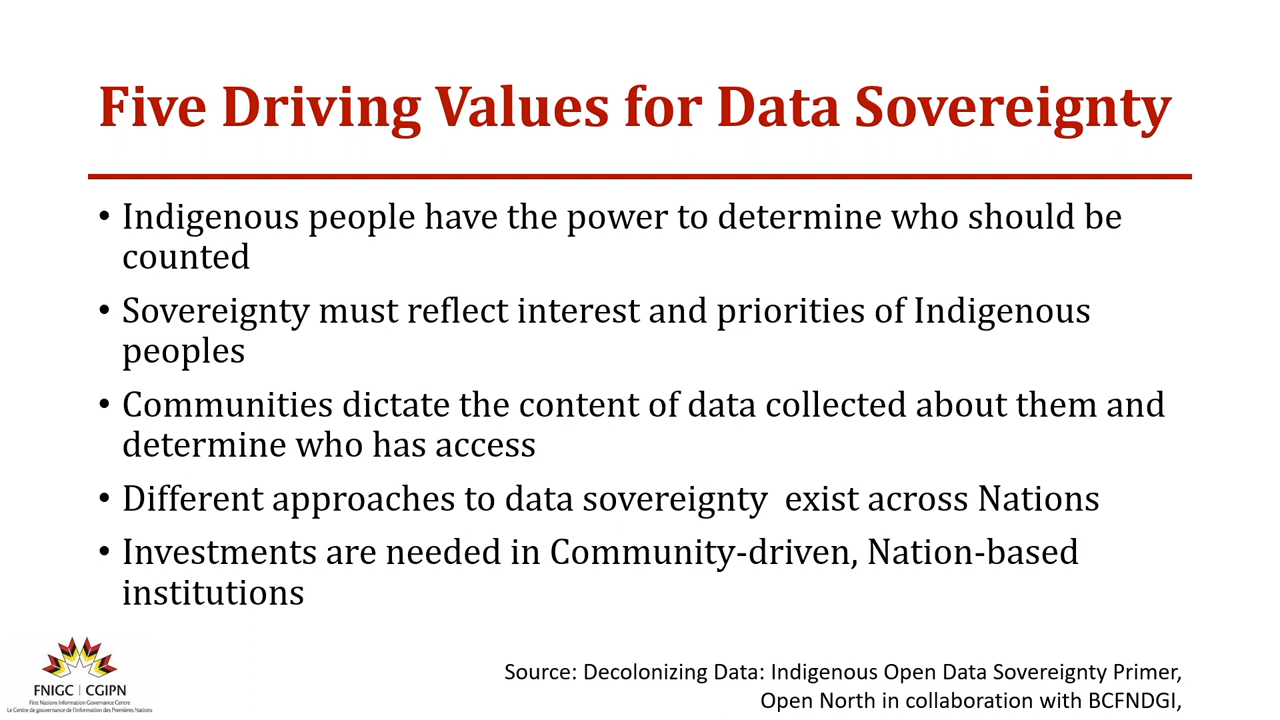 Five Driving Values for Data Sovereignty
• Indigenous people have the power to determine who should be
counted
• Sovereignty must reflect interest and priorities of Indigenous
peoples
• Communities dictate the content of data collected about them and
determine who has access
• Different approaches to data sovereignty  exist across Nations
• Investments are needed in Community-driven, Nation-based
institutions
FNIGC | CGIPN
First Nations Information Governance Centre
Le Centre de gouvernance de l'information des Premières Nations
Source: Decolonizing Data: Indigenous Open Data Sovereignty Primer,
Open North in collaboration with BCFNDGI,